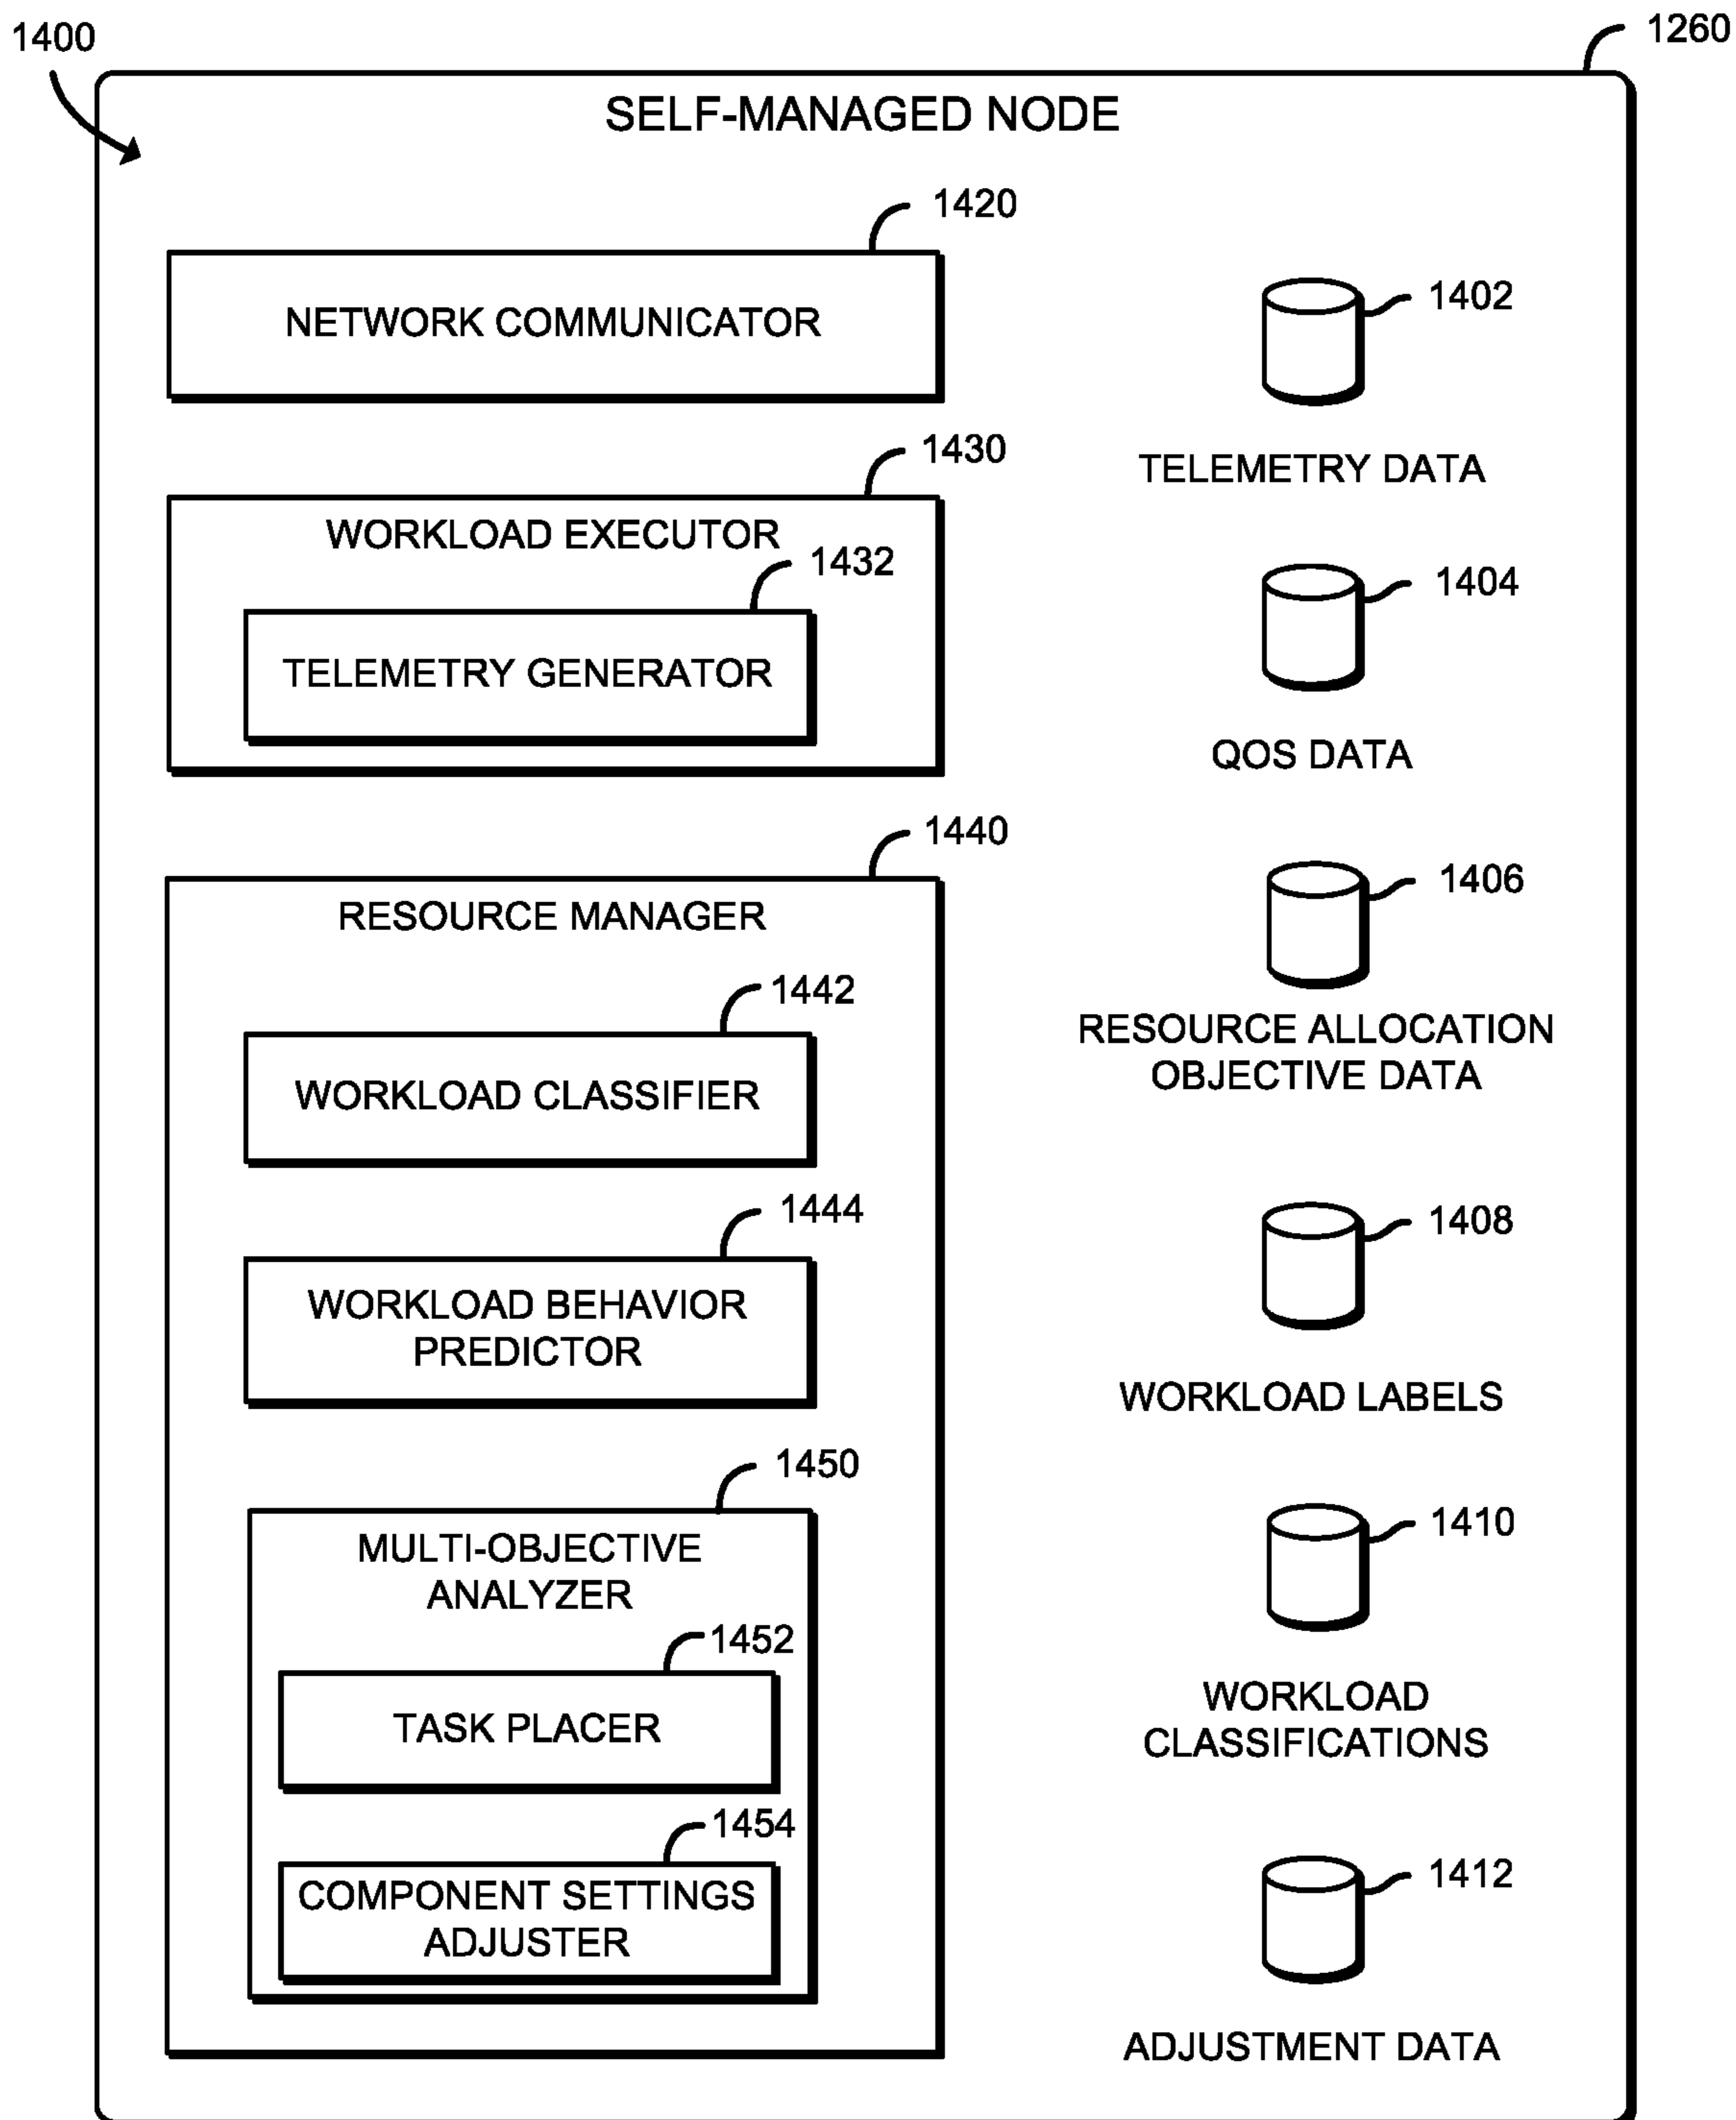 1400
1260
SELF-MANAGED NODE
1420
NETWORK COMMUNICATOR
1430
WORKLOAD EXECUTOR
1432
TELEMETRY GENERATOR
1440
RESOURCE MANAGER
1442
WORKLOAD CLASSIFIER
1444
WORKLOAD BEHAVIOR
PREDICTOR
1450
MULTI-OBJECTIVE
ANALYZER
1452
TASK PLACER
1454
COMPONENT SETTINGS
ADJUSTER
1402
TELEMETRY DATA
1404
QOS DATA
1406
RESOURCE ALLOCATION
OBJECTIVE DATA
1408
WORKLOAD LABELS
1410
WORKLOAD
CLASSIFICATIONS
1412
ADJUSTMENT DATA